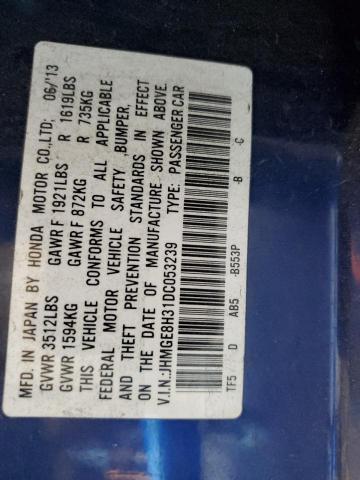 MFD. IN JAPAN BY HONDA MOTOR CO.,LTD; 06/'13
GVWR 3512LBS GAWR F 1921LBS R 1619LBS
GVWR 1594KG GAWR F 872KG R 735KG
THIS VEHICLE CONFORMS TO ALL APPLICABLE
FEDERAL MOTOR VEHICLE SAFETY ,BUMPER,
AND THEFT PREVENTION STANDARDS IN EFFECT
ON THE DATE OF MANUFACTURE SHOWN ABOVE.
V.I.N.:JHMGE8H31DC053239 TYPE: PASSENGER CAR
TF5 D AB5 -B553P -B -C